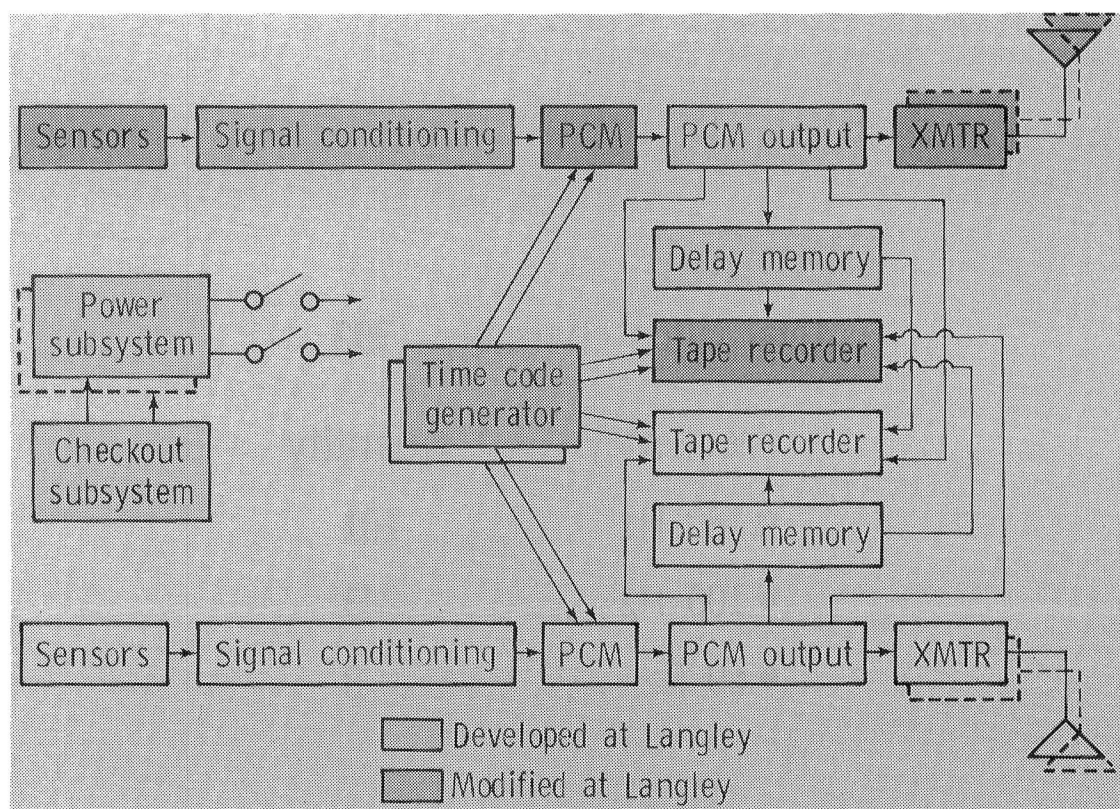 Sensors
Signal conditioning
PCM
PCM output
XMTR
Delay memory
Power
subsystem
Tape recorder
Time code
generator
Tape recorder
Checkout
subsystem
Delay memory
Sensors
Signal conditioning
PCM
PCM output
XMTR
Developed at Langley
Modified at Langley